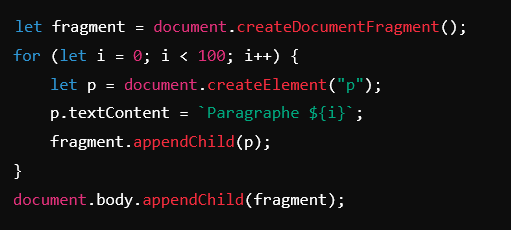 let fragment = document.createDocumentFragment();
for (let i = 0; i < 100; i++) {
    let p = document.createElement("p");
    p.textContent = `Paragraphe ${i}`;
    fragment.appendChild(p);
}
document.body.appendChild(fragment);